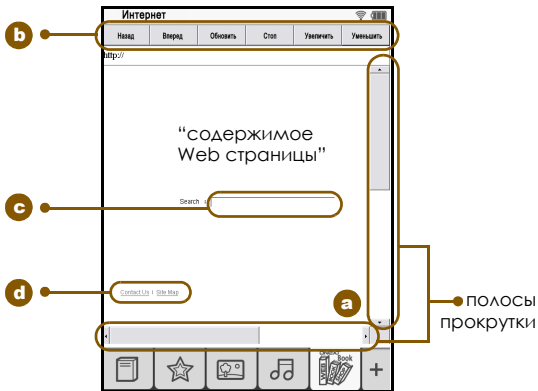 Интернет
b
Назад Вперед Обновить Стоп Увеличить Уменьшить
http://
“содержимое
Web страницы”
c
Search :
d
Contact Us | Site Map
a
полосы
прокрутки
WEB
Book
+